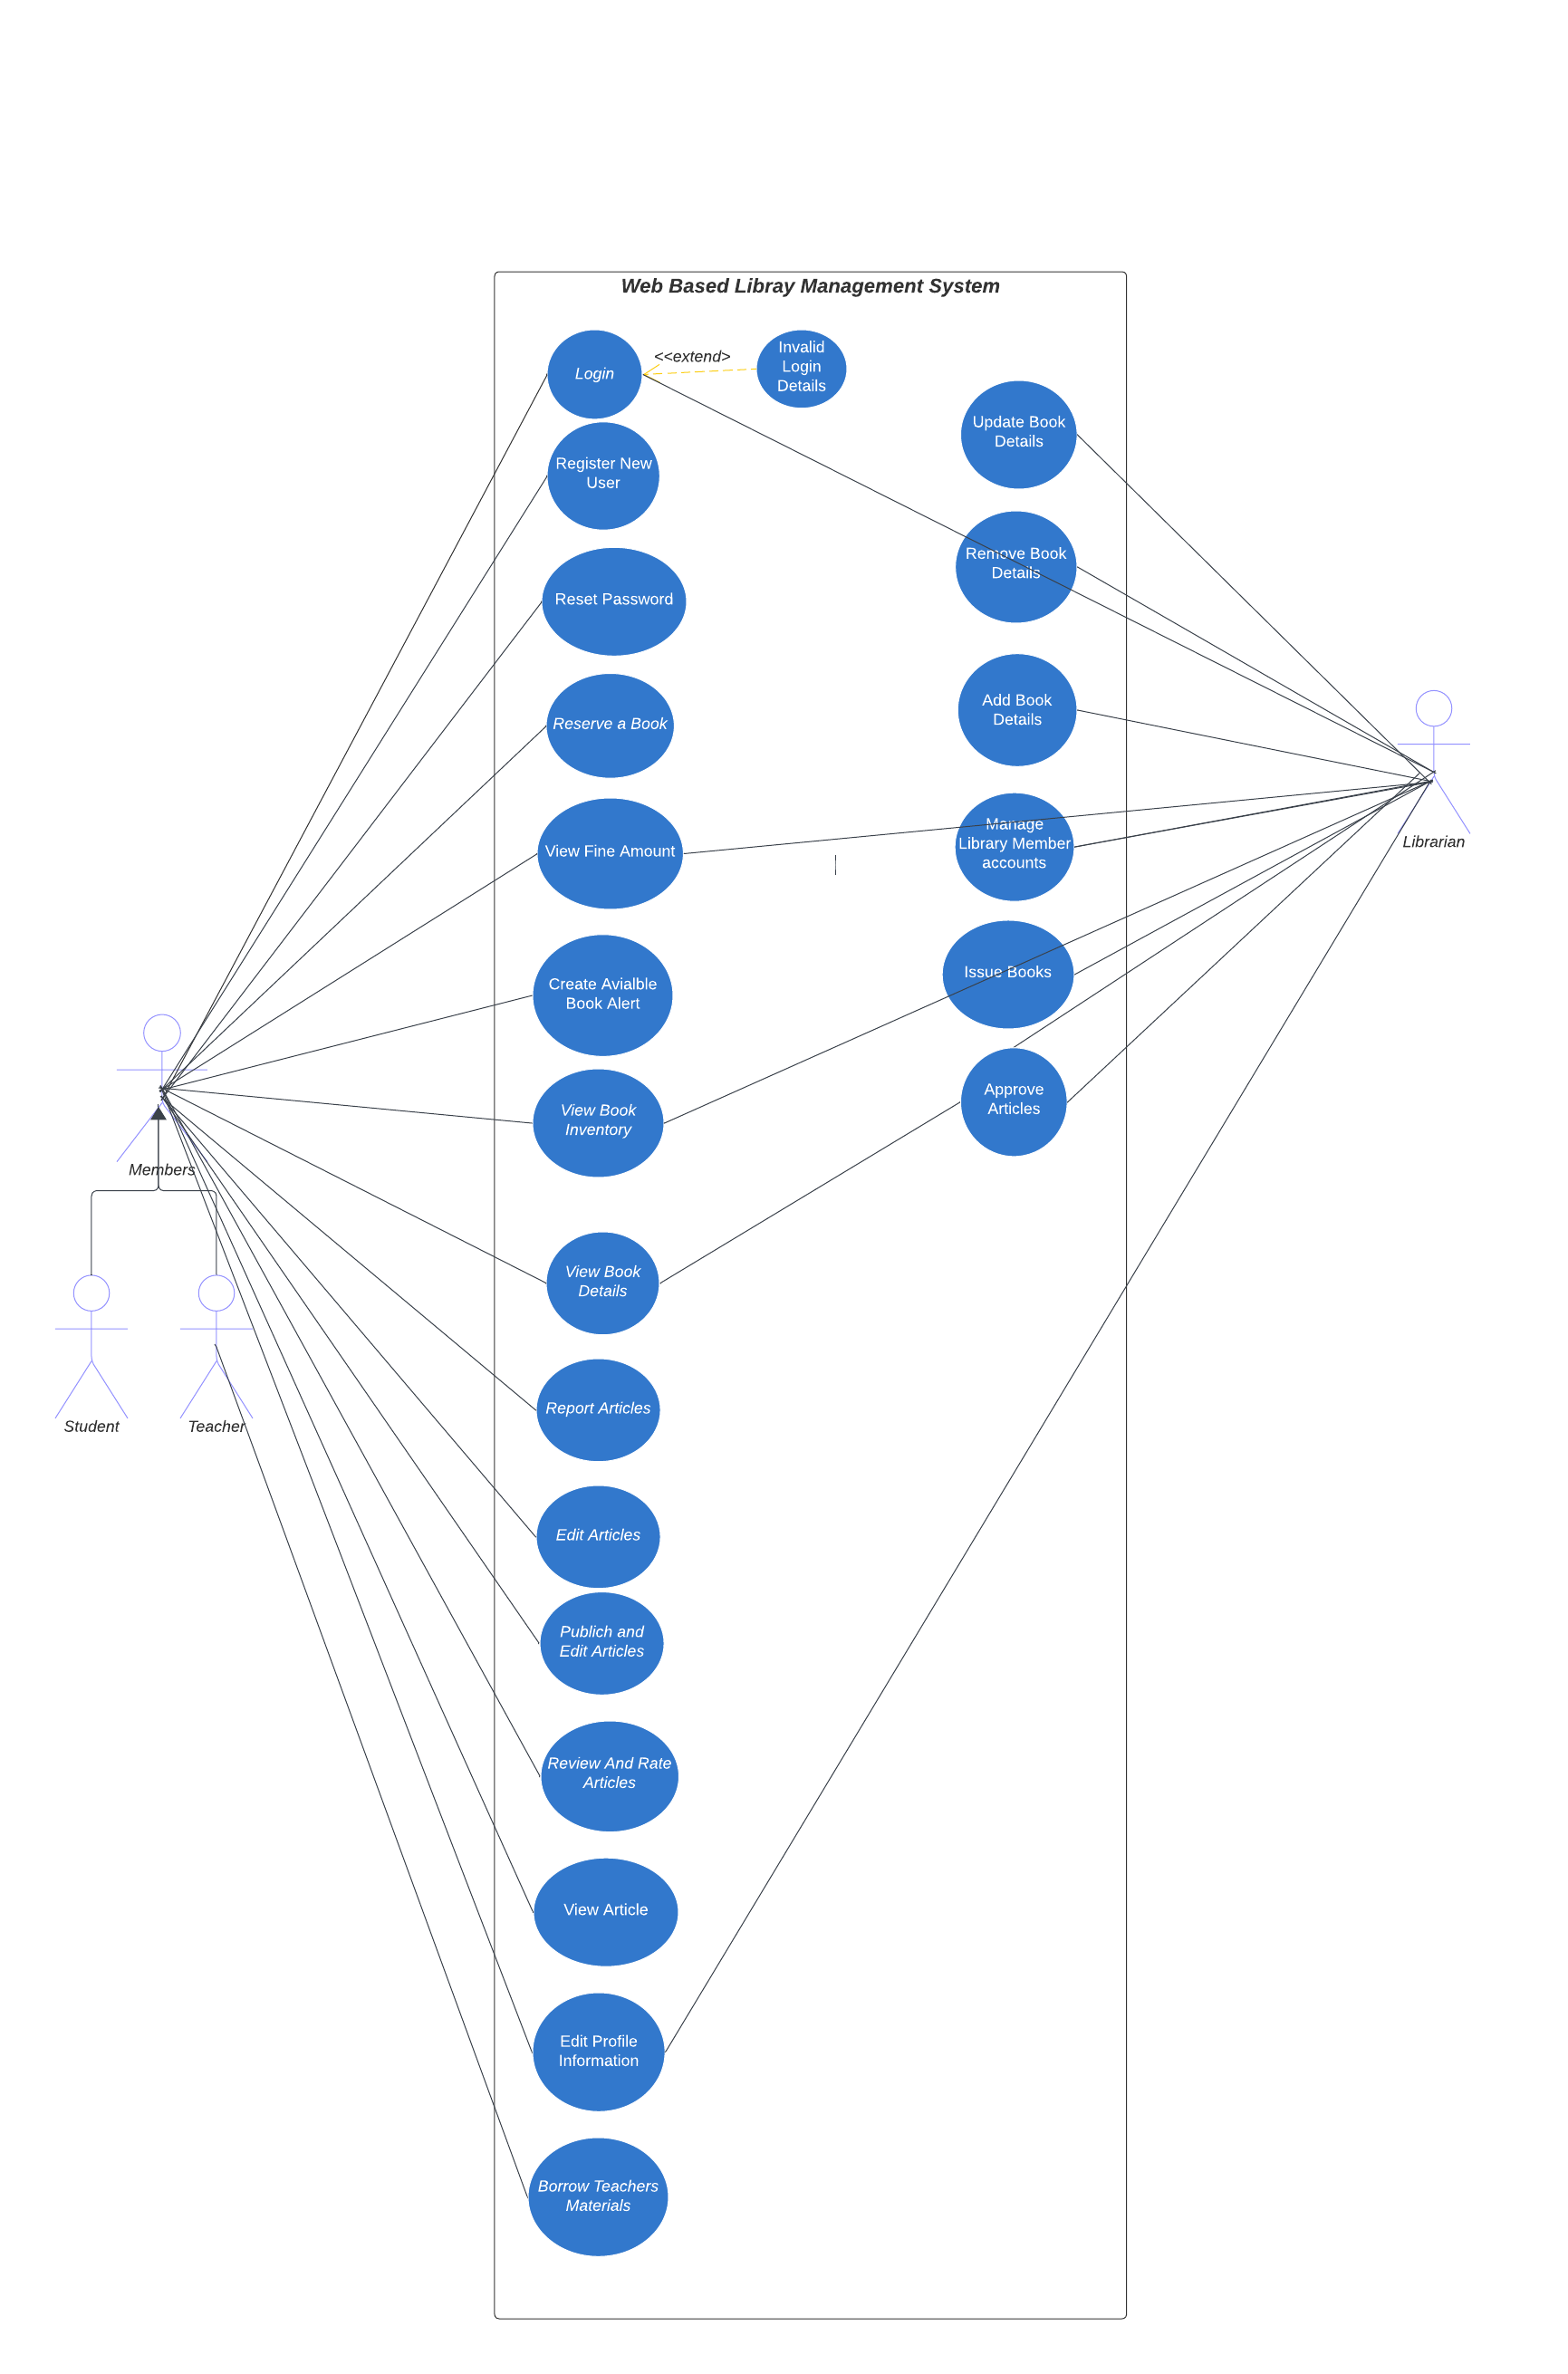 Web Based Libray Management System
Login
<<extend>
Invalid
Login
Details
Register New
User
Update Book
Details
Reset Password
Remove Book
Details
Reserve a Book
Add Book
Details
View Fine Amount
Manage
Library Member
accounts
Librarian
Create Avialble
Book Alert
Issue Books
View Book
Inventory
Approve
Articles
Members
View Book
Details
Student
Teacher
Report Articles
Edit Articles
Publich and
Edit Articles
Review And Rate
Articles
View Article
Edit Profile
Information
Borrow Teachers
Materials